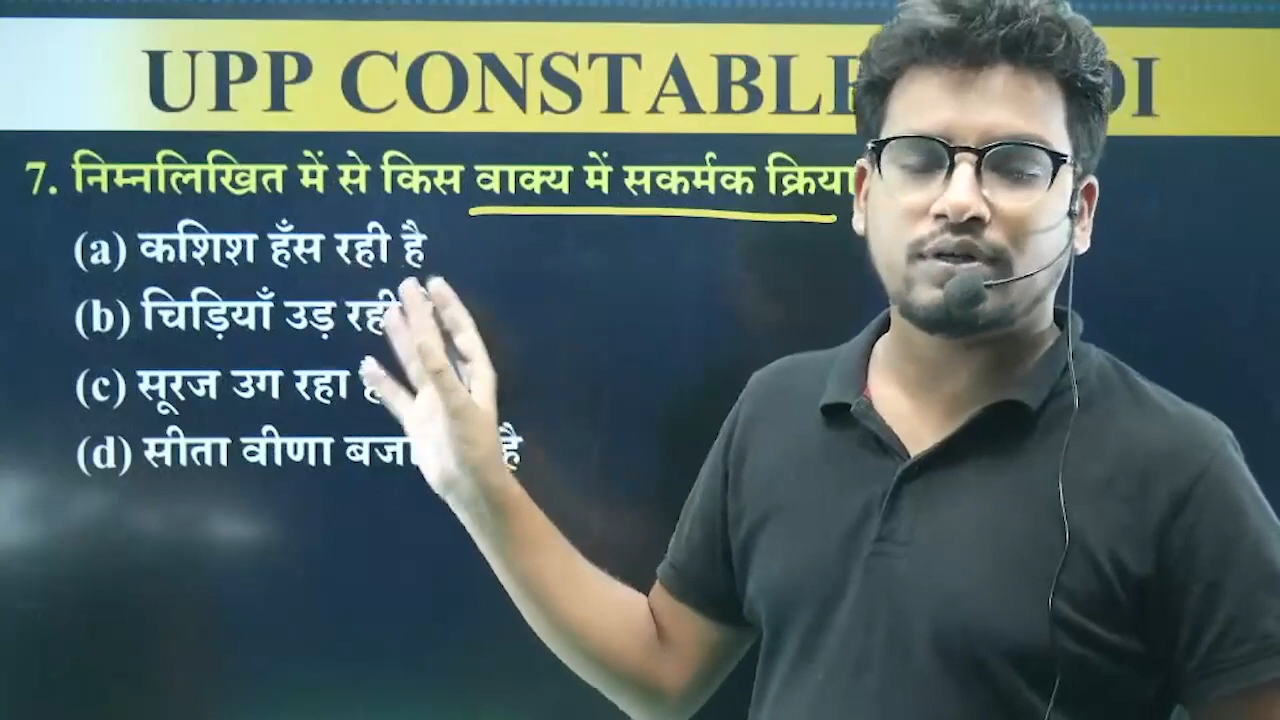 UPP CONSTABLE
7. निम्नलिखित में से किस वाक्य में सकर्मक क्रिया
(a) कशिश हँस रही है
(b) चिड़ियाँ उड़ रही
(c) सूरज उग रहा
(d) सीता वीणा है